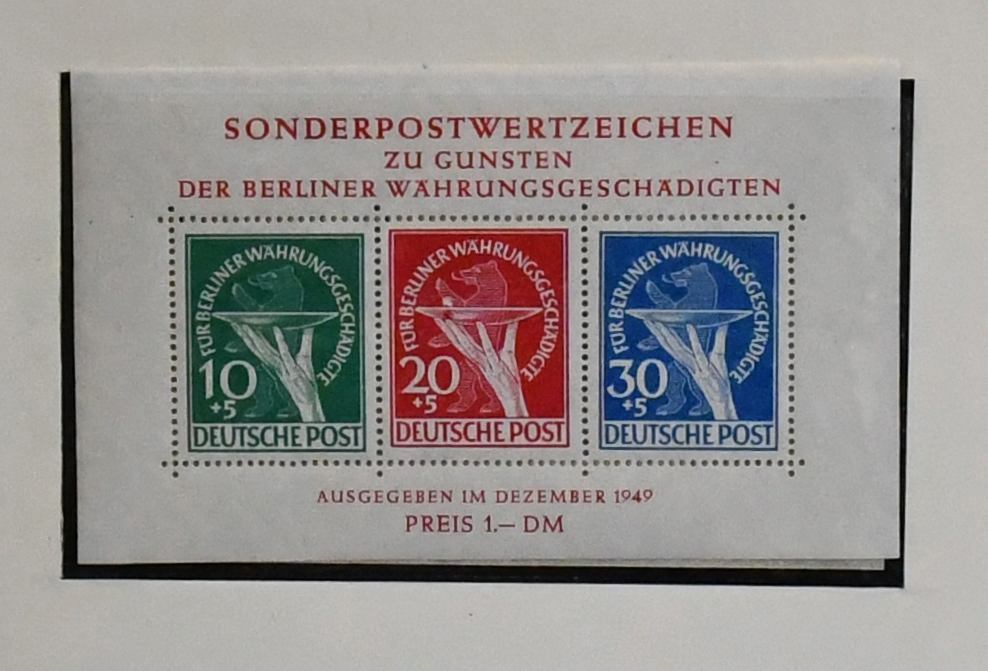 SONDERPOSTWERTZEICHEN
ZU GUNSTEN
DER BERLINER WÄHRUNGSGESCHÄDIGTEN
FÜR BERLINER WÄHRUNGSGESCHÄDIGTE
10
+5
DEUTSCHE POST
FÜR BERLINER WÄHRUNGSGESCHÄDIGTE
20
+5
DEUTSCHE POST
FÜR BERLINER WÄHRUNGSGESCHÄDIGTE
30
+5
DEUTSCHE POST
AUSGEGEBEN IM DEZEMBER 1949
PREIS 1.— DM